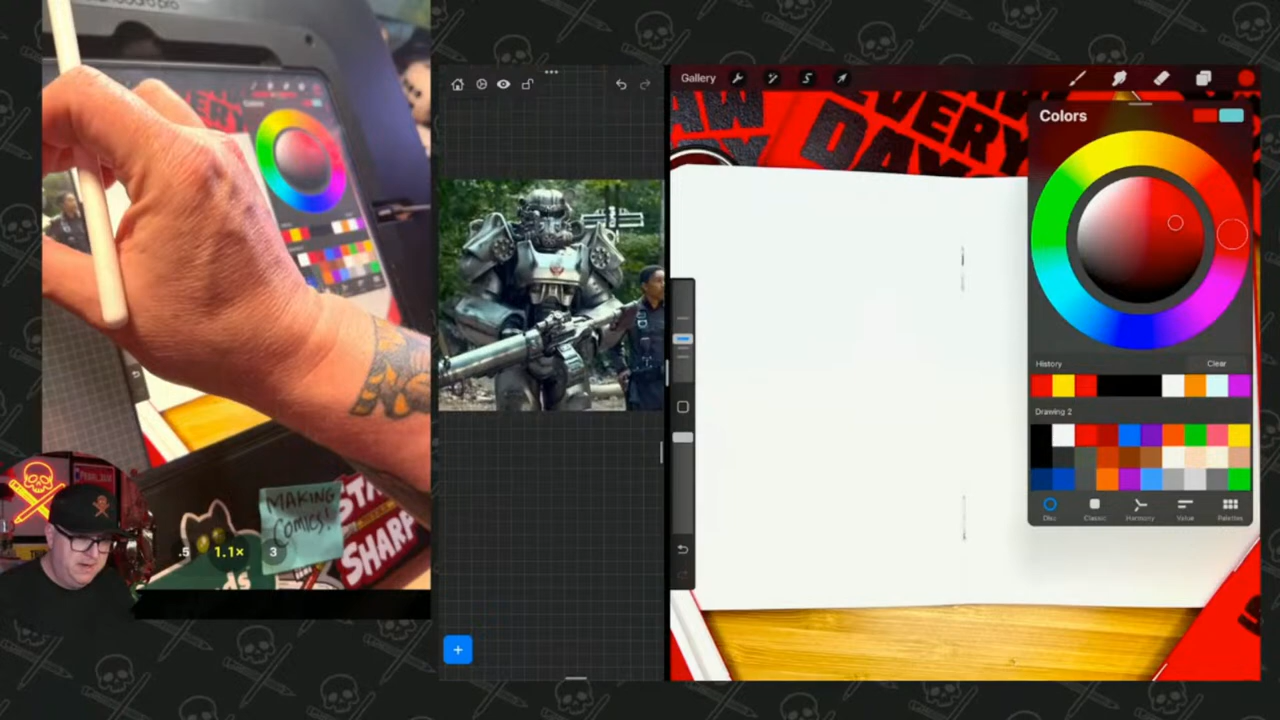 Gallery
Colors
AW
EVERY
DAY
History
Clear
Drawing 2
Disc
Classic
Harmony
Value
Palettes
MAKING
COMICS!
SHARP
.5
1.1×
3